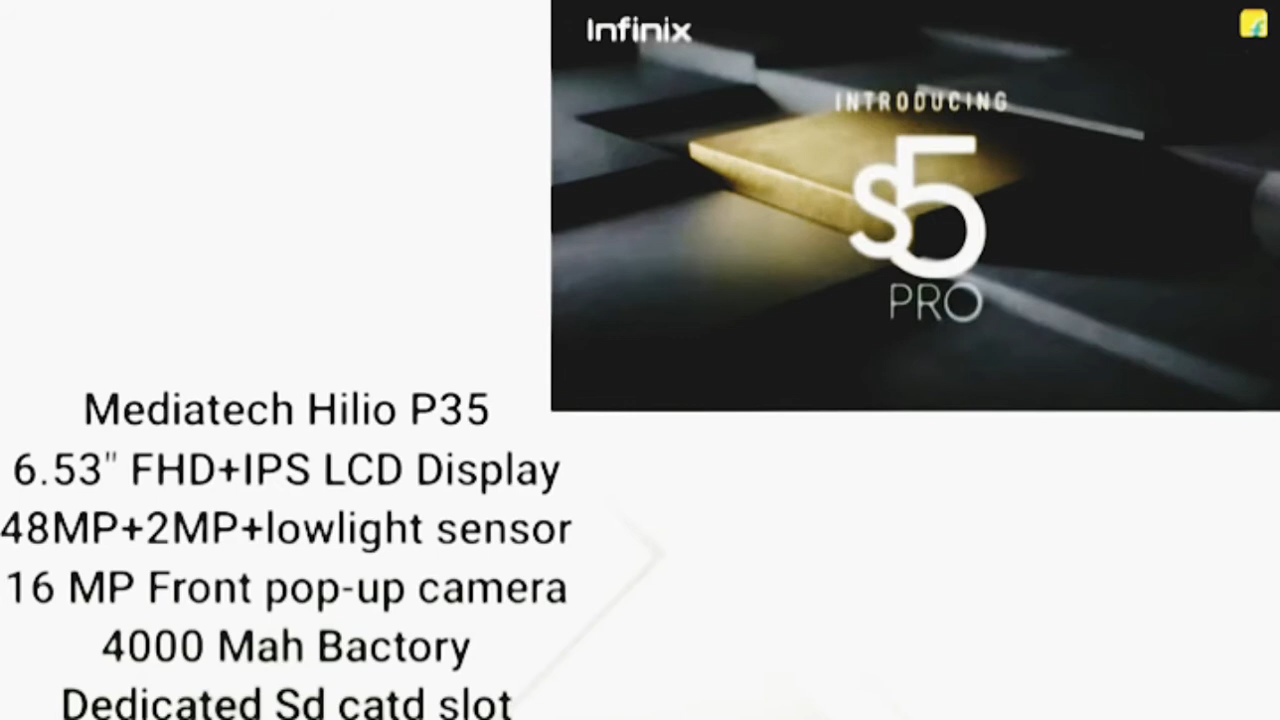 Infinix
INTRODUCING
s5
PRO
Mediatech Hilio P35
6.53" FHD+IPS LCD Display
48MP+2MP+lowlight sensor
16 MP Front pop-up camera
4000 Mah Bactory
Dedicated Sd catd slot